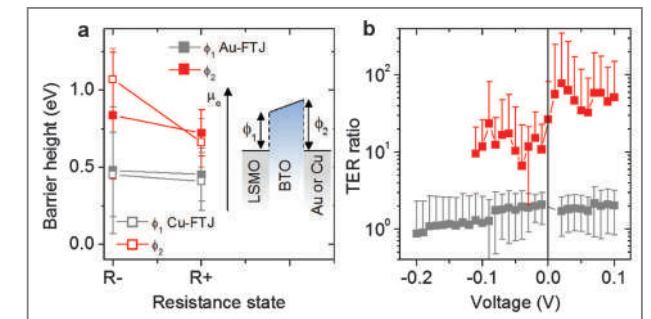 a
ϕ₁ Au-FTJ
ϕ₂
Barrier height (eV)
1.0
0.5
0.0
μₑ
ϕ₁
ϕ₂
LSMO
BTO
Au or Cu
ϕ₁ Cu-FTJ
ϕ₂
R-
R+
Resistance state
b
TER ratio
10²
10¹
10⁰
-0.2
-0.1
0.0
0.1
Voltage (V)